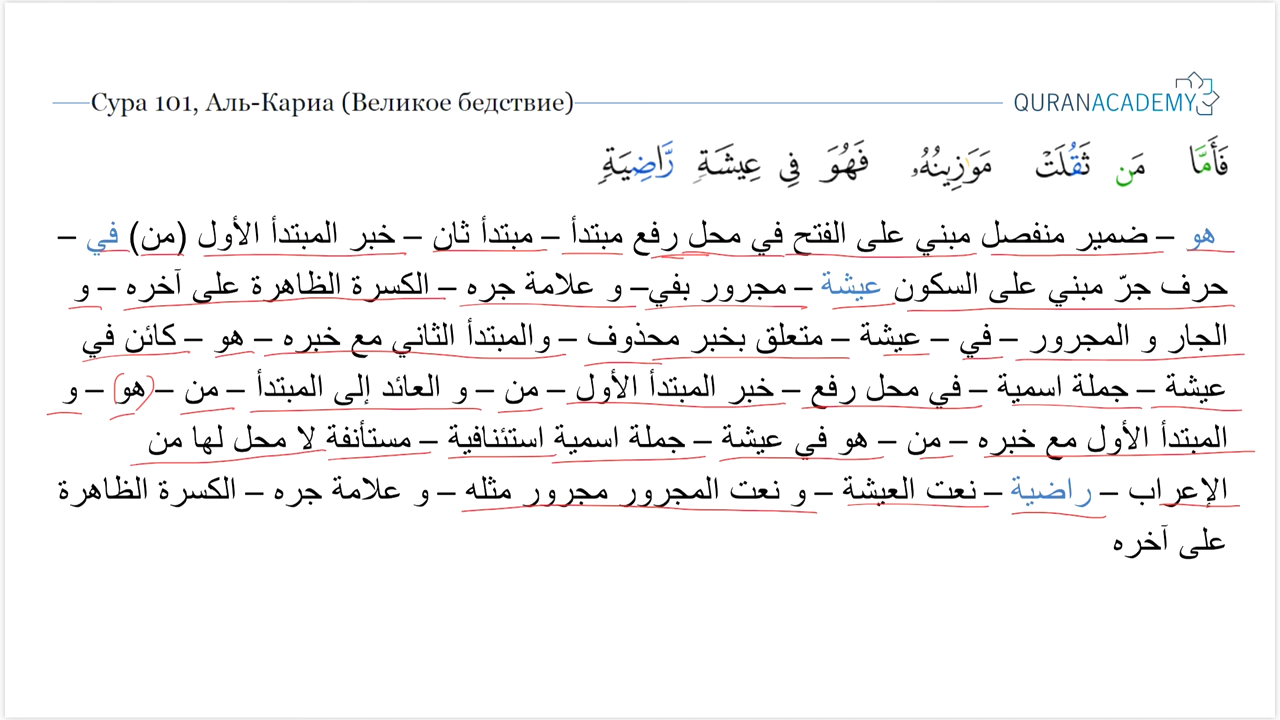 Сура 101, Аль-Кариа (Великое бедствие)
QURANACADEMY
فَأَمَّا مَن ثَقُلَتْ مَوَٰزِينُهُۥ فَهُوَ فِي عِيشَةٍ رَّاضِيَةٍ
هو – ضمير منفصل مبني على الفتح في محل رفع مبتدأ – مبتدأ ثان – خبر المبتدأ الأول (من) في –
حرف جرّ مبني على السكون عيشة – مجرور بفي– و علامة جره – الكسرة الظاهرة على آخره – و
الجار و المجرور – في – عيشة – متعلق بخبر محذوف – والمبتدأ الثاني مع خبره – هو – كائن في
عيشة – جملة اسمية – في محل رفع – خبر المبتدأ الأول – من – و العائد إلى المبتدأ – من – (هو) – و
المبتدأ الأول مع خبره – من – هو في عيشة – جملة اسمية استئنافية – مستأنفة لا محل لها من
الإعراب – راضية – نعت العيشة – و نعت المجرور مجرور مثله – و علامة جره – الكسرة الظاهرة
على آخره